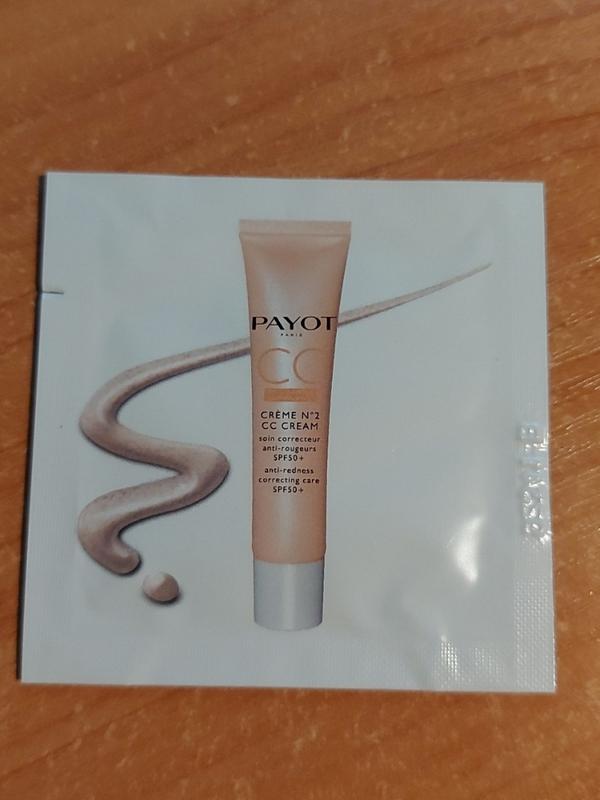 PAYOT
PARIS
CC
CRÈME N°2
CC CREAM
soin correcteur
anti-rougeurs
SPF50+
anti-redness
correcting care
SPF50+